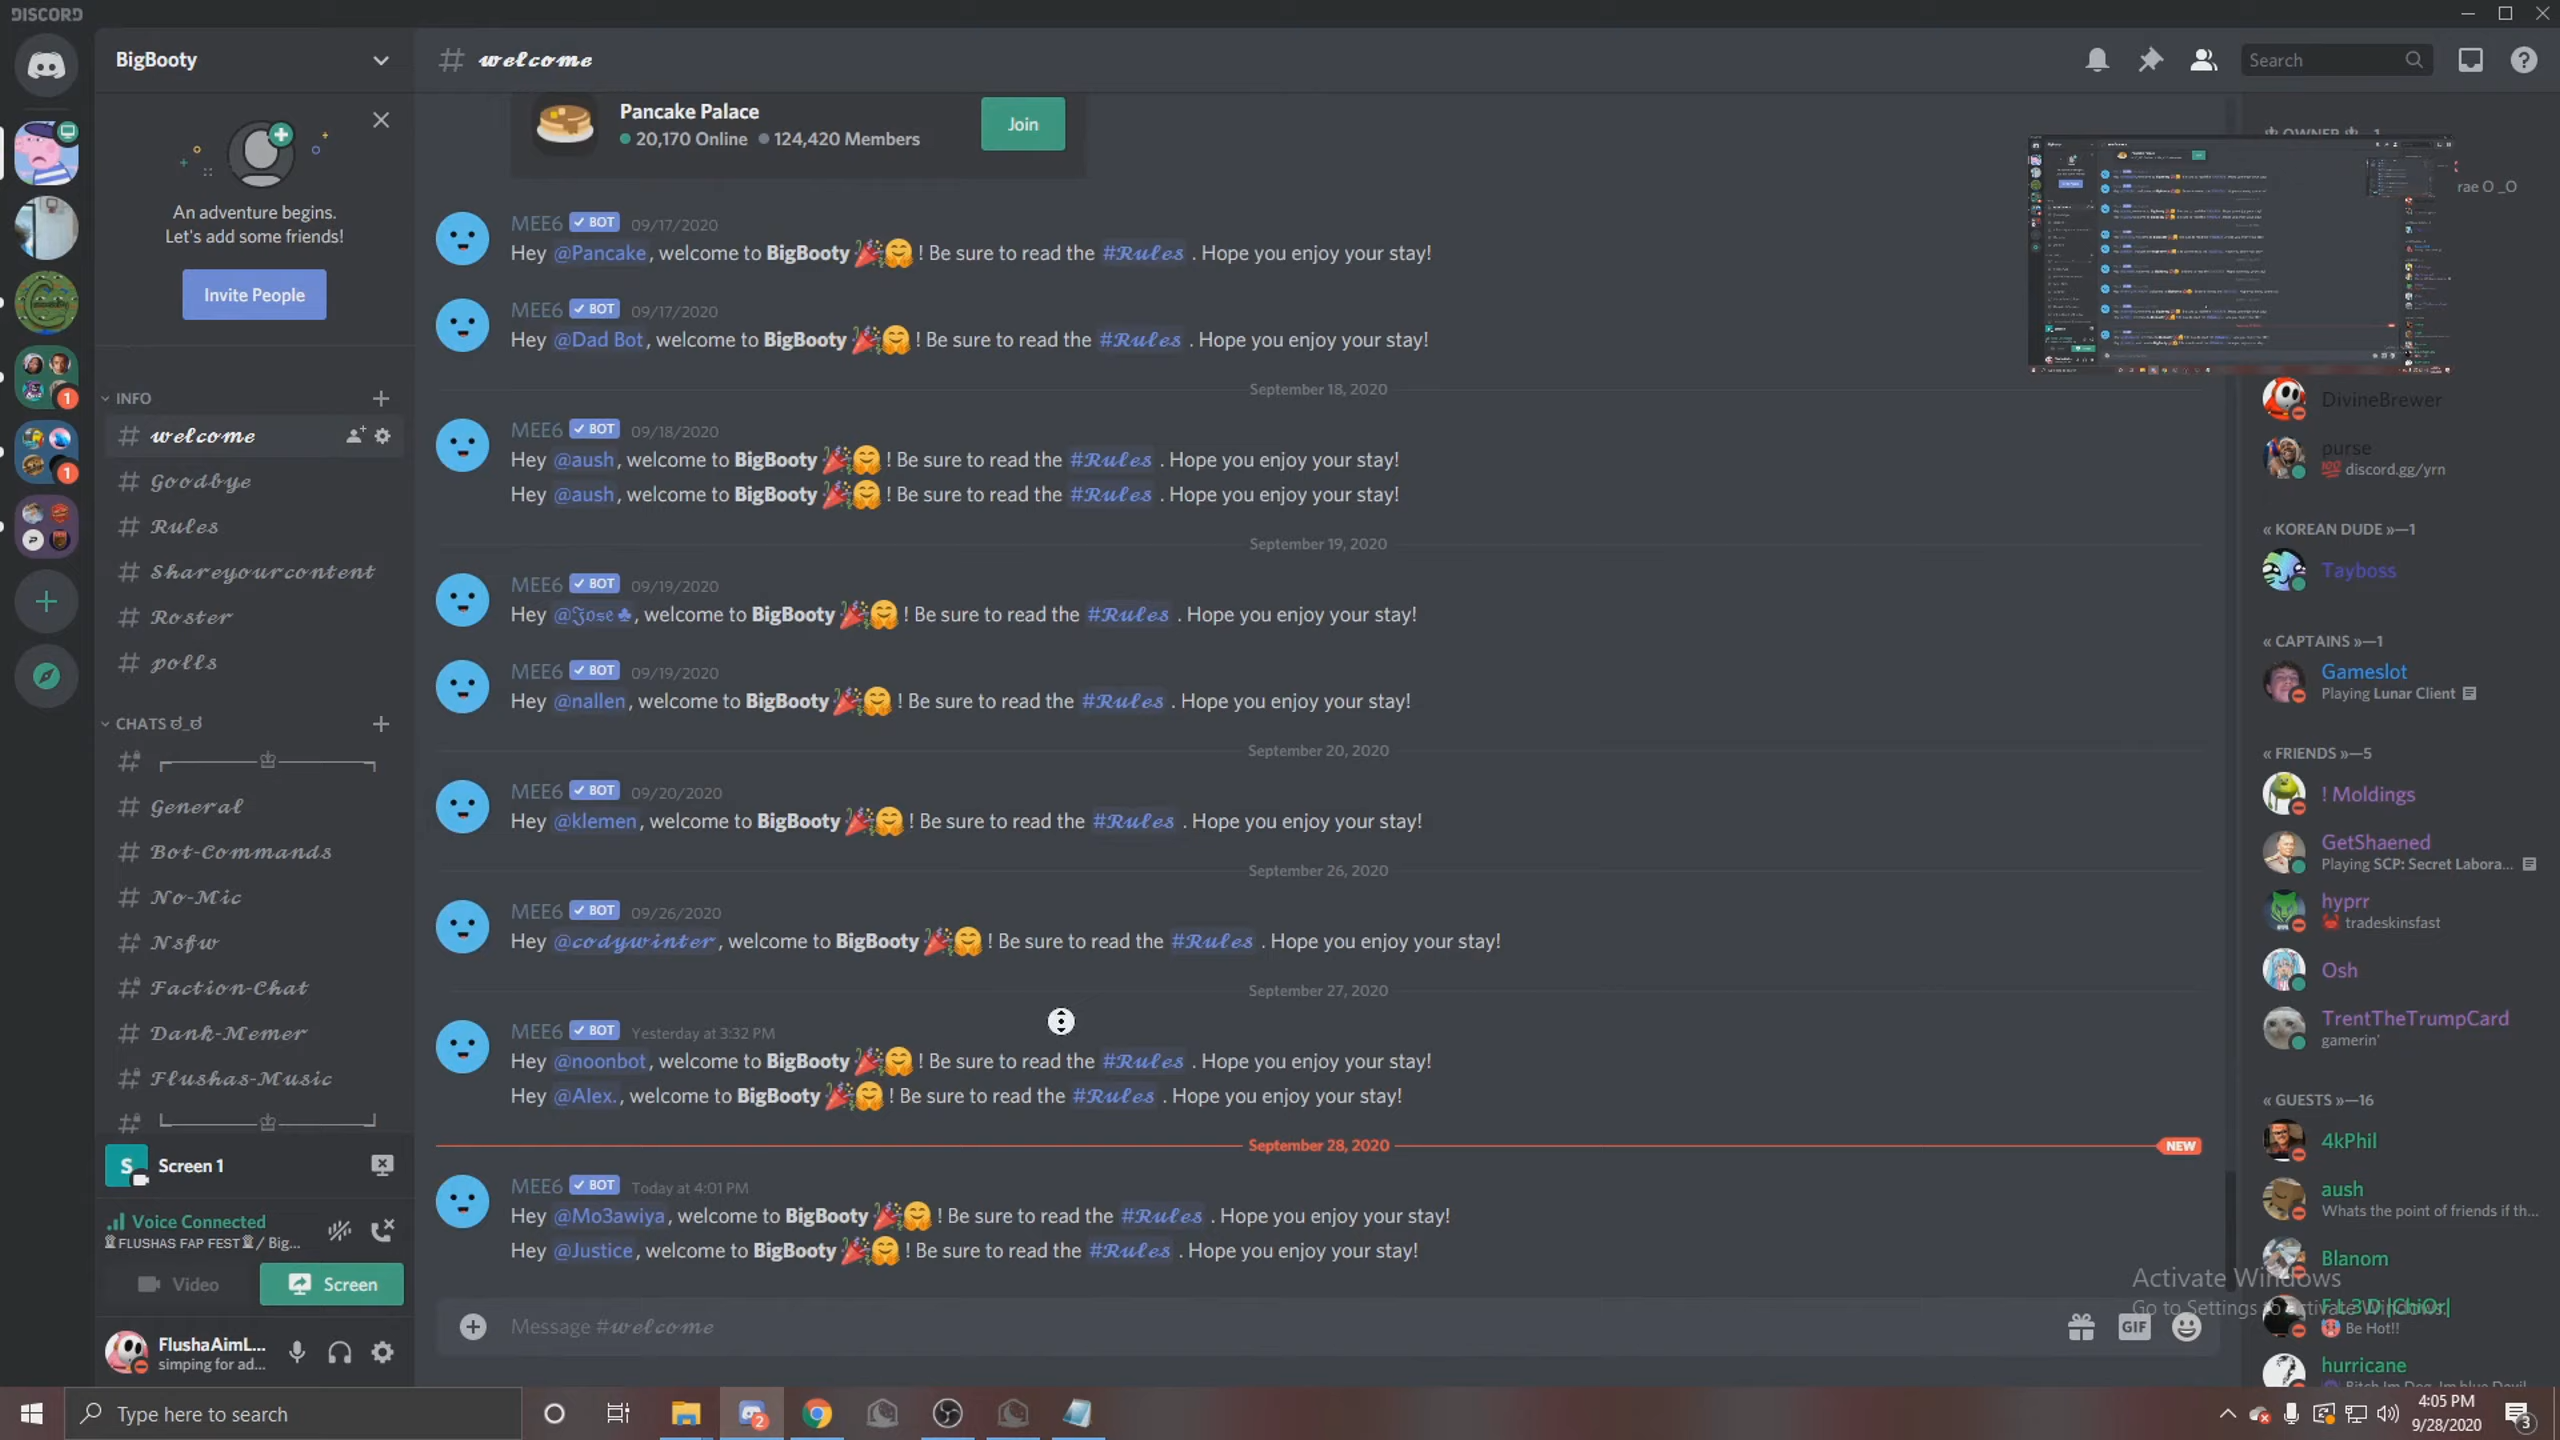 DISCORD
BigBooty
# welcome
Search
Pancake Palace
20,170 Online 124,420 Members
Join
An adventure begins.
Let's add some friends!
Invite People
MEE6 ✓ BOT 09/17/2020
Hey @Pancake, welcome to BigBooty 🎉🤗 ! Be sure to read the #Rules . Hope you enjoy your stay!
MEE6 ✓ BOT 09/17/2020
Hey @Dad Bot, welcome to BigBooty 🎉🤗 ! Be sure to read the #Rules . Hope you enjoy your stay!
September 18, 2020
MEE6 ✓ BOT 09/18/2020
Hey @aush, welcome to BigBooty 🎉🤗 ! Be sure to read the #Rules . Hope you enjoy your stay!
Hey @aush, welcome to BigBooty 🎉🤗 ! Be sure to read the #Rules . Hope you enjoy your stay!
September 19, 2020
MEE6 ✓ BOT 09/19/2020
Hey @𝕵𝖔𝖘𝖊♣, welcome to BigBooty 🎉🤗 ! Be sure to read the #Rules . Hope you enjoy your stay!
MEE6 ✓ BOT 09/19/2020
Hey @nallen, welcome to BigBooty 🎉🤗 ! Be sure to read the #Rules . Hope you enjoy your stay!
September 20, 2020
MEE6 ✓ BOT 09/20/2020
Hey @klemen, welcome to BigBooty 🎉🤗 ! Be sure to read the #Rules . Hope you enjoy your stay!
September 26, 2020
MEE6 ✓ BOT 09/26/2020
Hey @codywinter, welcome to BigBooty 🎉🤗 ! Be sure to read the #Rules . Hope you enjoy your stay!
September 27, 2020
MEE6 ✓ BOT Yesterday at 3:32 PM
Hey @noonbot, welcome to BigBooty 🎉🤗 ! Be sure to read the #Rules . Hope you enjoy your stay!
Hey @Alex., welcome to BigBooty 🎉🤗 ! Be sure to read the #Rules . Hope you enjoy your stay!
September 28, 2020 NEW
MEE6 ✓ BOT Today at 4:01 PM
Hey @Mo3awiya, welcome to BigBooty 🎉🤗 ! Be sure to read the #Rules . Hope you enjoy your stay!
Hey @Justice, welcome to BigBooty 🎉🤗 ! Be sure to read the #Rules . Hope you enjoy your stay!
Message #welcome
GIF
INFO
# welcome
# Goodbye
# Rules
# Shareyourcontent
# Roster
# polls
CHATS ಠ_ಠ
# General
# Bot-Commands
# No-Mic
# Nsfw
# Faction-Chat
# Dank-Memer
# Flushas-Music
1
1
S Screen 1
Voice Connected
♕FLUSHAS FAP FEST♕/ Big...
Video Screen
FlushaAimL...
simping for ad...
OWNER —1
rae O _O
DivineBrewer
purse
💯 discord.gg/yrn
« KOREAN DUDE »—1
Tayboss
« CAPTAINS »—1
Gameslot
Playing Lunar Client
« FRIENDS »—5
! Moldings
GetShaened
Playing SCP: Secret Labora...
hyprr
🦀 tradeskinsfast
Osh
TrentTheTrumpCard
gamerin'
« GUESTS »—16
4kPhil
aush
Whats the point of friends if th...
Blanom
Activate Windows
Go to Settings to activate Windows.
F.L.3.D |ChiOr|
Be Hot!!
hurricane
Type here to search
2
4:05 PM
9/28/2020
3